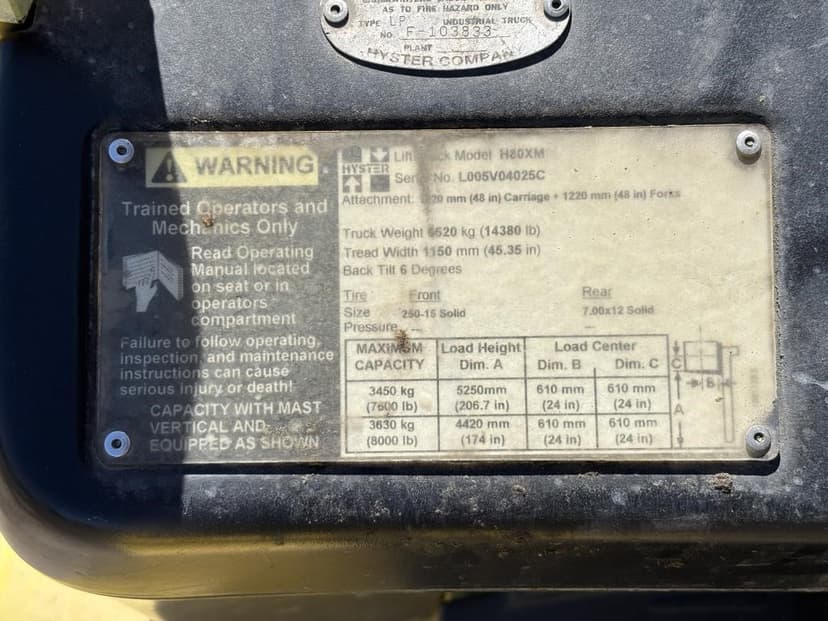 AS TO FIRE HAZARD ONLY
TYPE LP INDUSTRIAL TRUCK
NO. F-103833
PLANT
HYSTER COMPANY
WARNING
Trained Operators and
Mechanics Only
Read Operating
Manual located
on seat or in
operators
compartment
Failure to follow operating,
inspection, and maintenance
instructions can cause
serious injury or death!
CAPACITY WITH MAST
VERTICAL AND
EQUIPPED AS SHOWN
HYSTER
Lift Truck Model H80XM
Serial No. L005V04025C
Attachment: 1220 mm (48 in) Carriage + 1220 mm (48 in) Forks
Truck Weight 6520 kg (14380 lb)
Tread Width 1150 mm (45.35 in)
Back Tilt 6 Degrees
Tire Front Rear
Size 250-15 Solid 7.00x12 Solid
Pressure --- ---
MAXIMUM CAPACITY Load Height Dim. A Load Center Dim. B Dim. C
3450 kg 5250mm 610 mm 610 mm
(7600 lb) (206.7 in) (24 in) (24 in)
3630 kg 4420 mm 610 mm 610 mm
(8000 lb) (174 in) (24 in) (24 in)
C
B
A